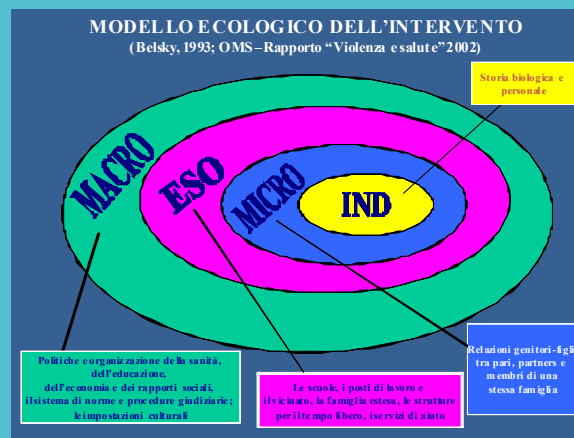 MODELLO ECOLOGICO DELL'INTERVENTO
(Belsky, 1993; OMS–Rapporto "Violenza e salute" 2002)
Storia biologica e
personale
MACRO
ESO
MICRO
IND
Politiche e organizzazione della sanità,
dell'educazione,
dell'economia e dei rapporti sociali,
il sistema di norme e procedure giudiziarie;
le impostazioni culturali
Le scuole, i posti di lavoro e
il vicinato, la famiglia estesa, le strutture
per il tempo libero, i servizi di aiuto
Relazioni genitori-figli
tra pari, partners e
membri di una
stessa famiglia